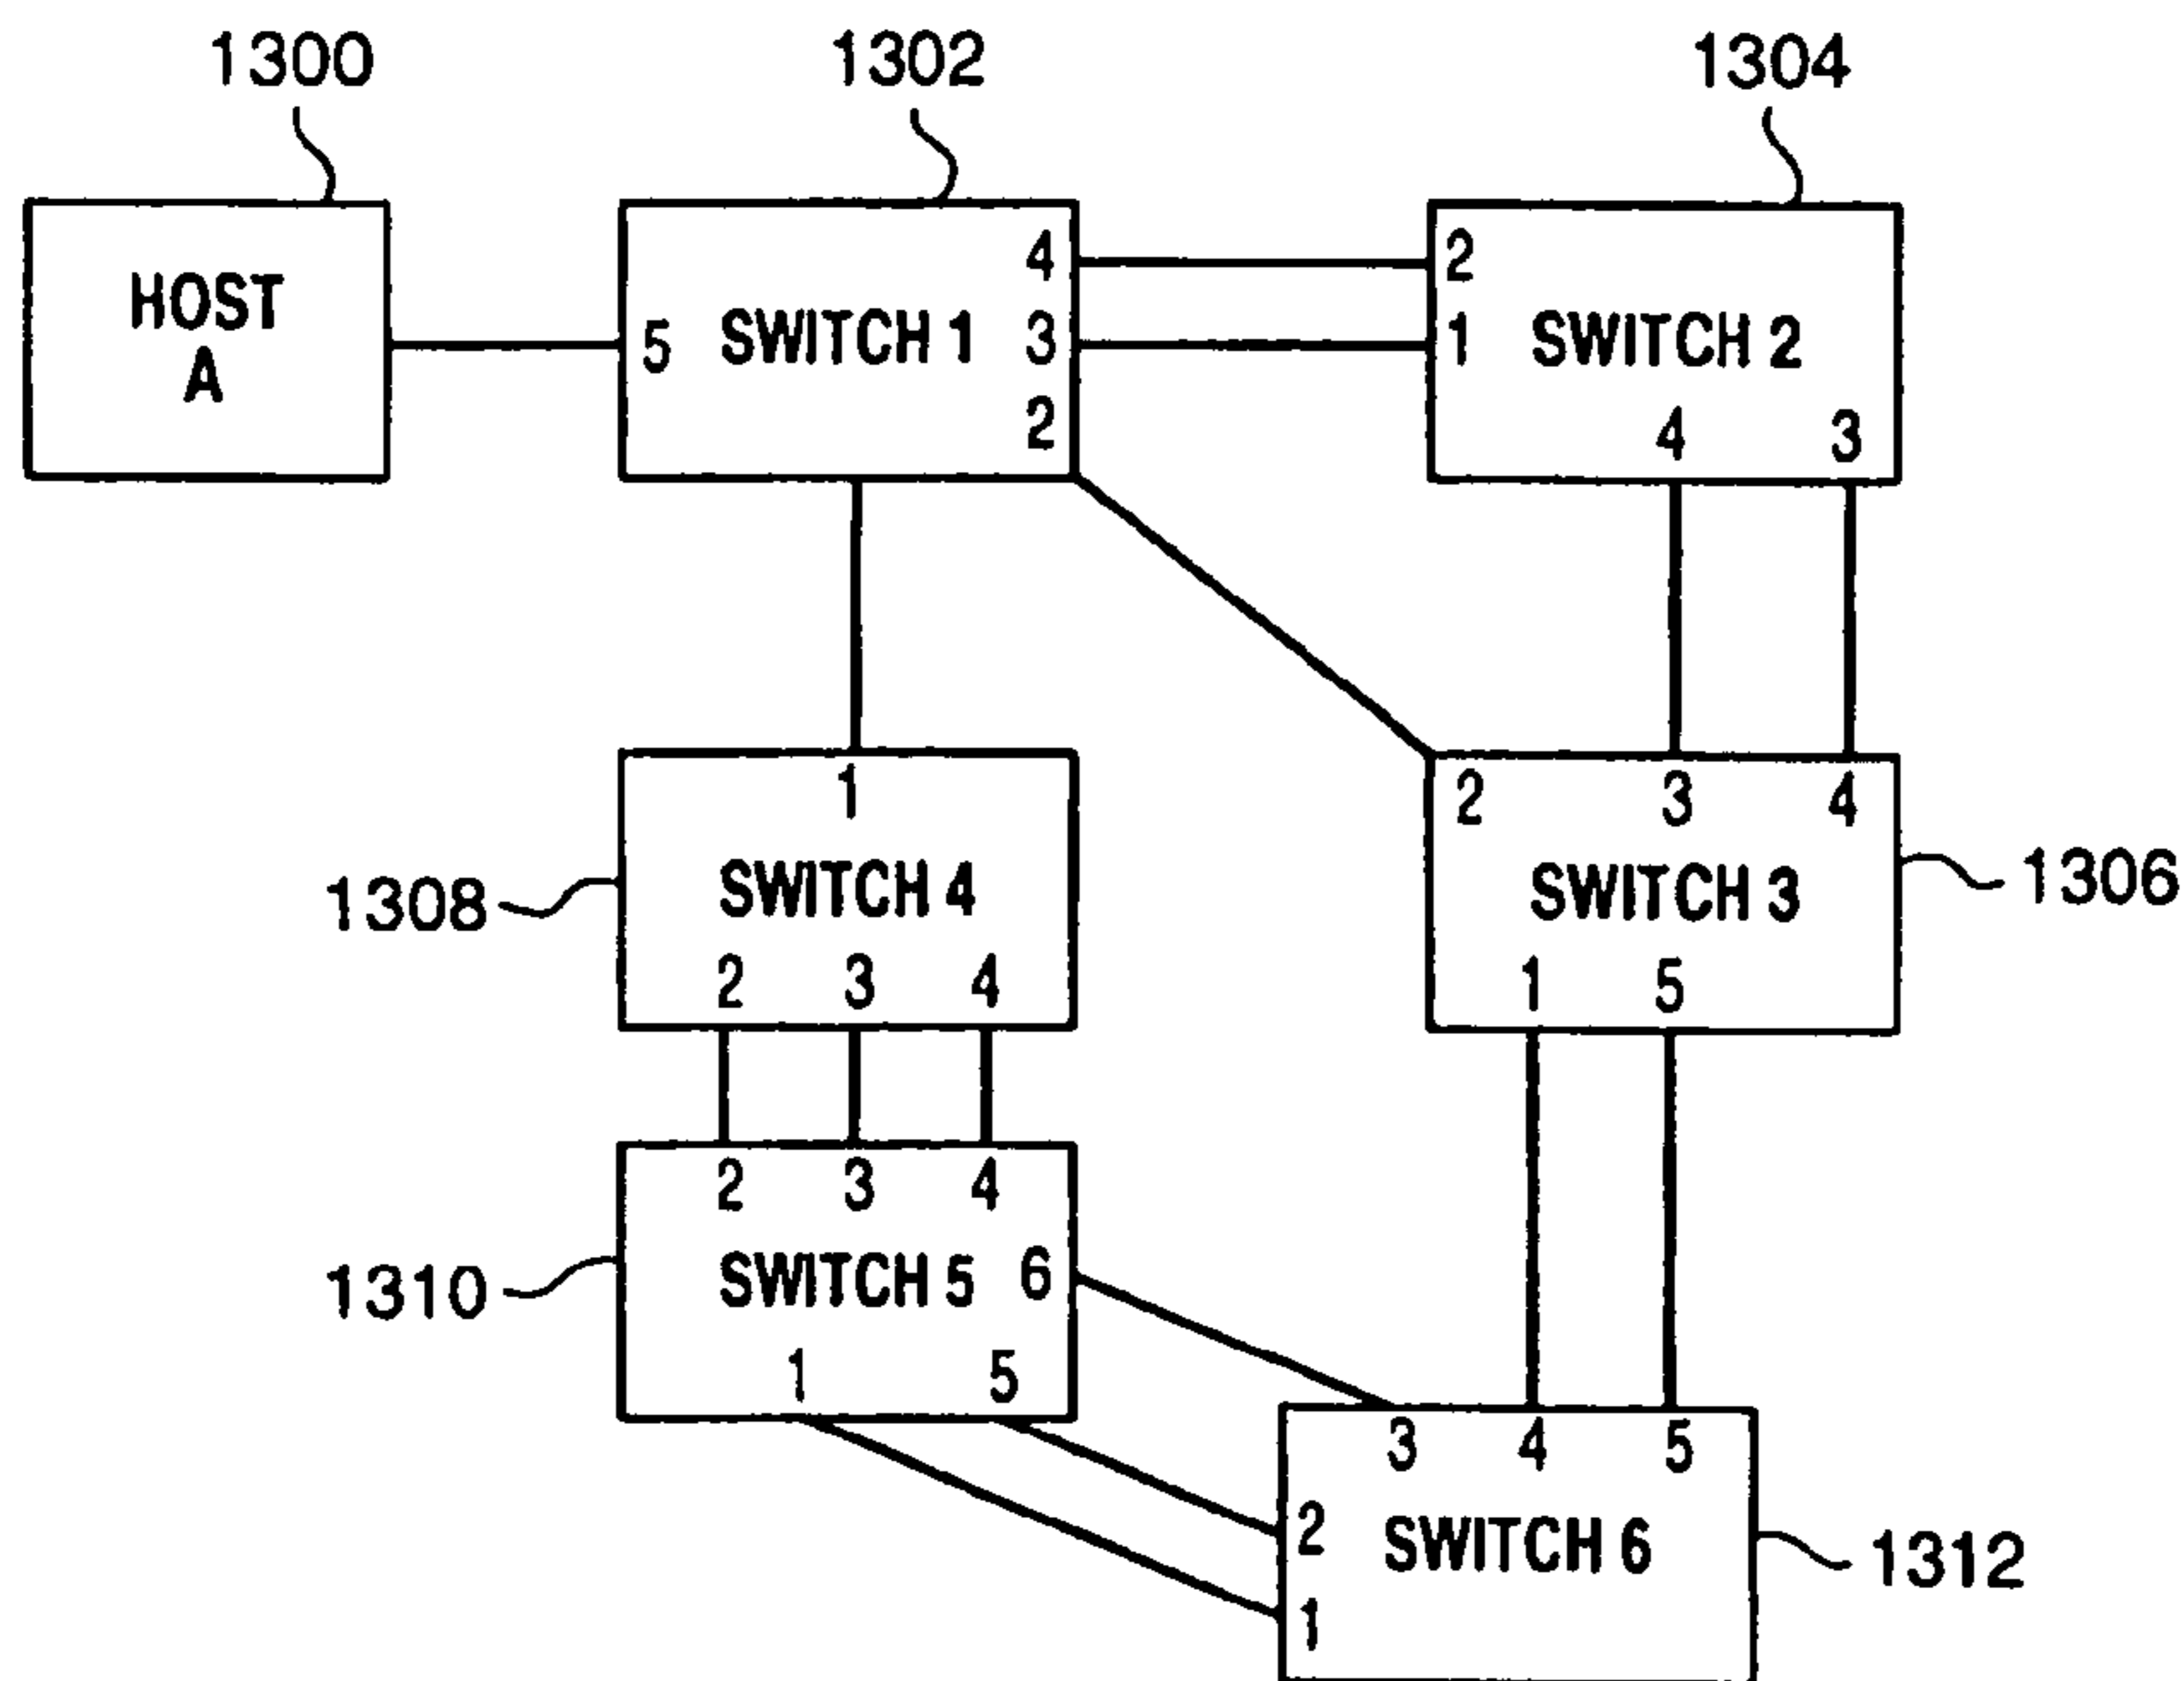 1300 1302 1304
HOST
A
4
5 SWITCH 1 3
2
2
1 SWITCH 2
4 3
1
SWITCH 4
2 3 4
1308
2 3 4
SWITCH 3
1 5
1306
2 3 4
SWITCH 5 6
1 5
1310
3 4 5
2 SWITCH 6
1
1312